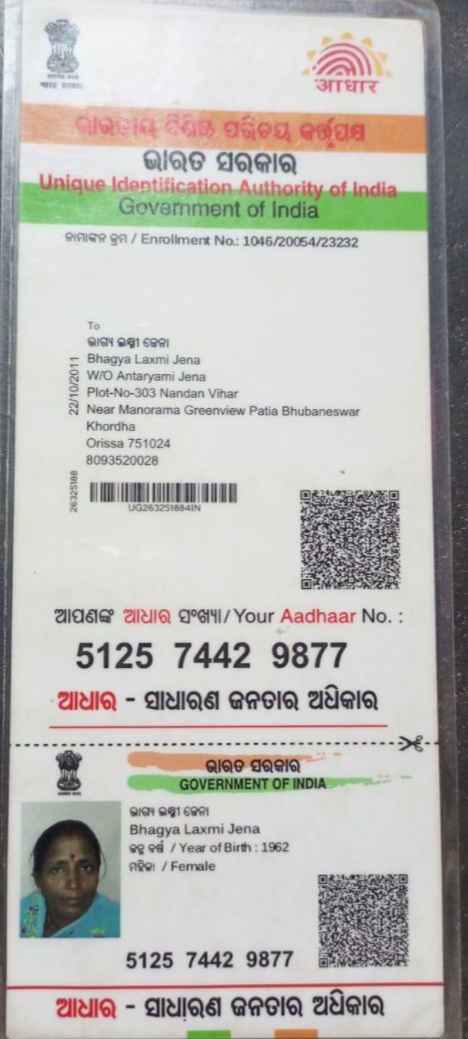 भारत सरकार
आधार
ଭାରତୀୟ ବିଶିଷ୍ଟ ପରିଚୟ କର୍ତ୍ତୃପକ୍ଷ
ଭାରତ ସରକାର
Unique Identification Authority of India
Government of India
ନାମାଙ୍କନ କ୍ରମ / Enrollment No.: 1046/20054/23232
To
ଭାଗ୍ୟ ଲକ୍ଷ୍ମୀ ଜେନା
Bhagya Laxmi Jena
W/O Antaryami Jena
Plot-No-303 Nandan Vihar
Near Manorama Greenview Patia Bhubaneswar
Khordha
Orissa 751024
8093520028
22/10/2011
26325188
UG263251884IN
ଆପଣଙ୍କ ଆଧାର ସଂଖ୍ୟା/ Your Aadhaar No. :
5125 7442 9877
ଆଧାର - ସାଧାରଣ ଜନତାର ଅଧିକାର
ଭାରତ ସରକାର
GOVERNMENT OF INDIA
ଭାଗ୍ୟ ଲକ୍ଷ୍ମୀ ଜେନା
Bhagya Laxmi Jena
ଜନ୍ମ ବର୍ଷ / Year of Birth : 1962
ମହିଳା / Female
5125 7442 9877
ଆଧାର - ସାଧାରଣ ଜନତାର ଅଧିକାର